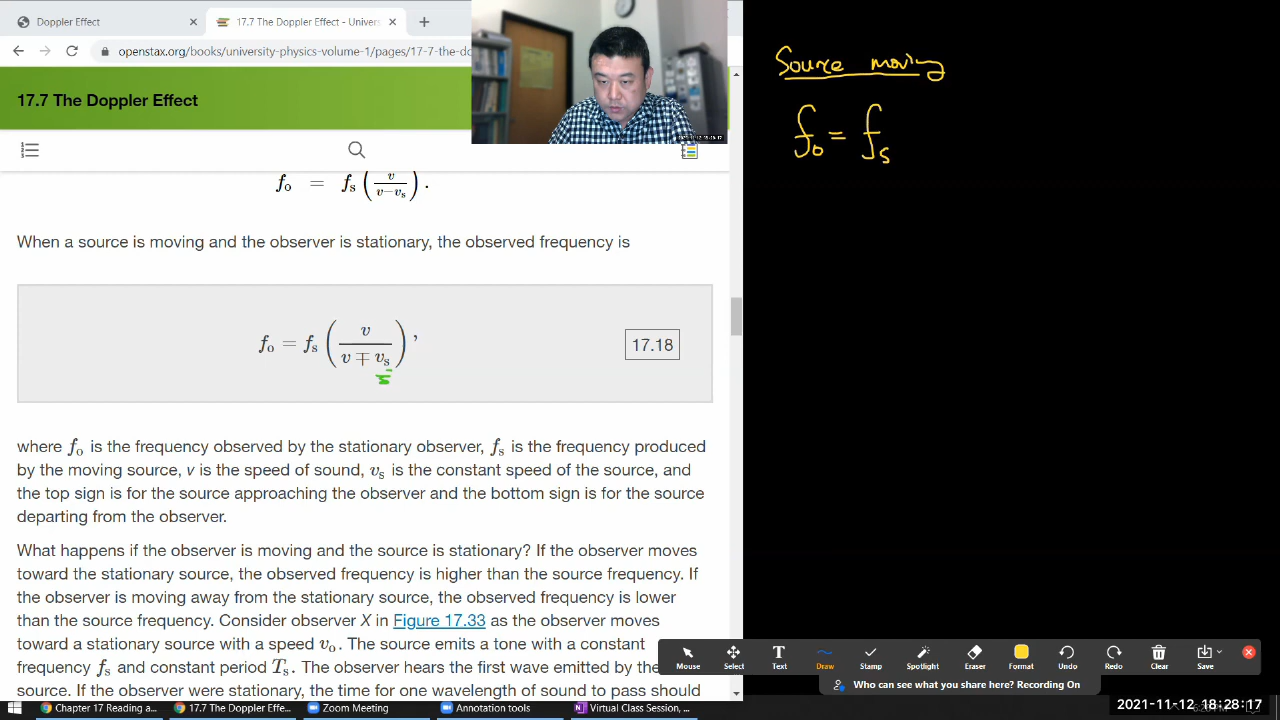 Doppler Effect
17.7 The Doppler Effect - Univers
openstax.org/books/university-physics-volume-1/pages/17-7-the-do
17.7 The Doppler Effect
2021-11-12 18:28:17
fo = fs ( v / v−vs ) .
When a source is moving and the observer is stationary, the observed frequency is
fo = fs ( v / v ∓ vs ) ,
17.18
where fo is the frequency observed by the stationary observer, fs is the frequency produced
by the moving source, v is the speed of sound, vs is the constant speed of the source, and
the top sign is for the source approaching the observer and the bottom sign is for the source
departing from the observer.
What happens if the observer is moving and the source is stationary? If the observer moves
toward the stationary source, the observed frequency is higher than the source frequency. If
the observer is moving away from the stationary source, the observed frequency is lower
than the source frequency. Consider observer X in Figure 17.33 as the observer moves
toward a stationary source with a speed vo. The source emits a tone with a constant
frequency fs and constant period Ts. The observer hears the first wave emitted by the
source. If the observer were stationary, the time for one wavelength of sound to pass should
Source moving
fo = fs
Mouse
Select
Text
Draw
Stamp
Spotlight
Eraser
Format
Undo
Redo
Clear
Save
Who can see what you share here? Recording On
Chapter 17 Reading a...
17.7 The Doppler Effe...
Zoom Meeting
Annotation tools
Virtual Class Session, ...
2021-11-12 18:28:17